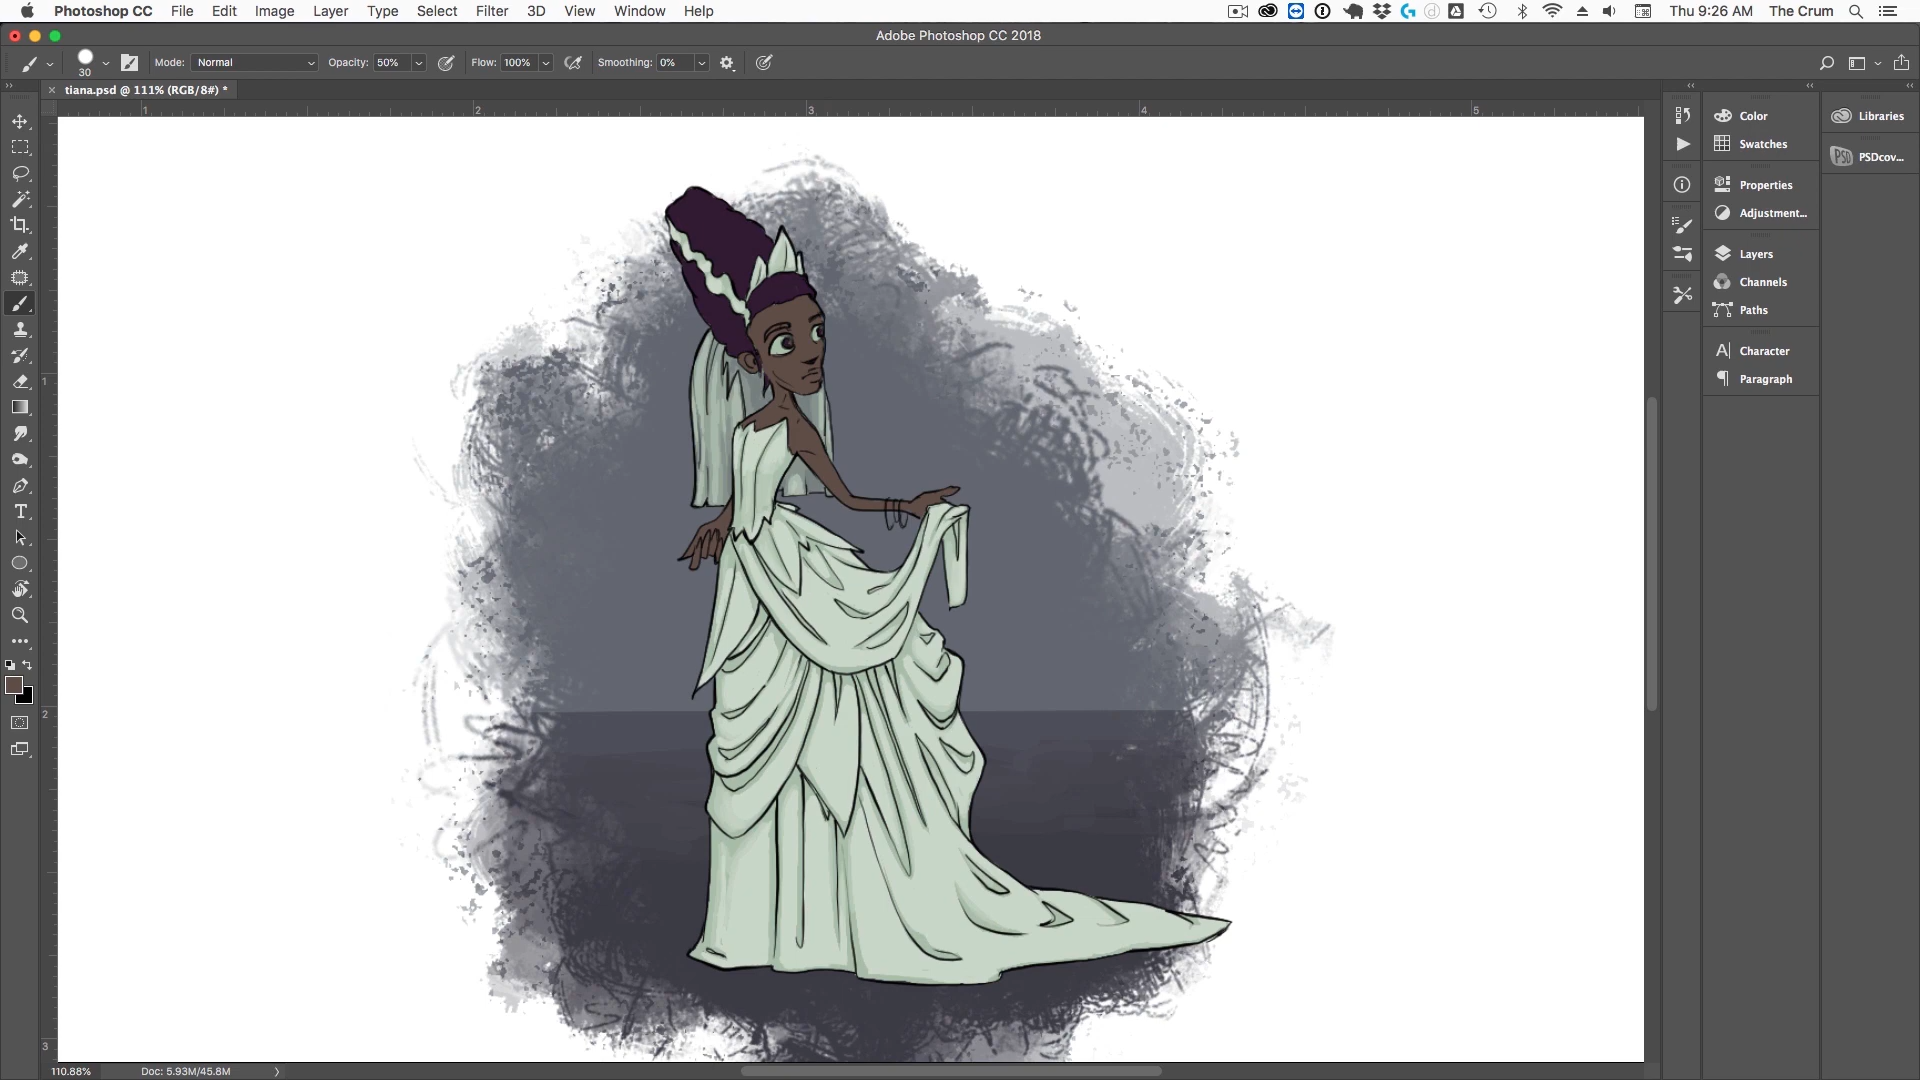 Photoshop CC File Edit Image Layer Type Select Filter 3D View Window Help Thu 9:26 AM The Crum
Adobe Photoshop CC 2018
30 Mode: Normal Opacity: 50% Flow: 100% Smoothing: 0%
tiana.psd @ 111% (RGB/8#) *
1 2 3 4 5
Color
Swatches
Properties
Adjustment...
Layers
Channels
Paths
Character
Paragraph
Libraries
PSDcov...
1
2
3
110.88% Doc: 5.93M/45.8M